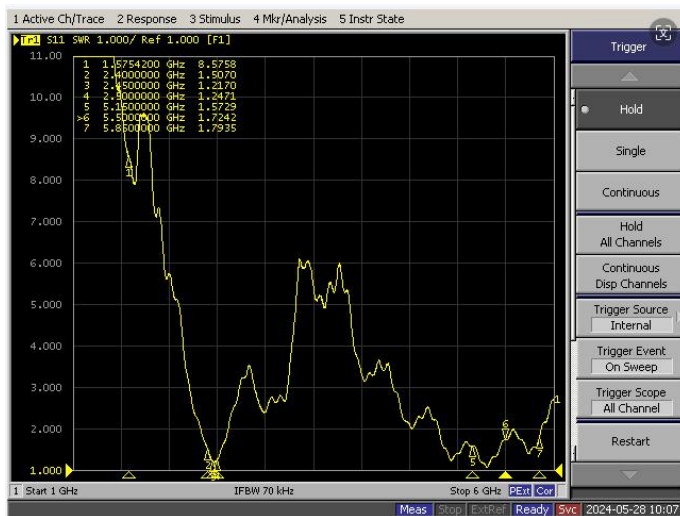 1 Active Ch/Trace 2 Response 3 Stimulus 4 Mkr/Analysis 5 Instr State
Tr1 S11 SWR 1.000/ Ref 1.000 [F1]
11.00
10.00
9.000
8.000
7.000
6.000
5.000
4.000
3.000
2.000
1.000
1 1.5754200 GHz 8.5758
2 2.4000000 GHz 1.5070
3 2.4500000 GHz 1.2170
4 2.5000000 GHz 1.2471
5 5.1500000 GHz 1.5729
>6 5.5000000 GHz 1.7242
7 5.8500000 GHz 1.7935
1
2
5
6
7
1
1 Start 1 GHz IFBW 70 kHz Stop 6 GHz PExt Cor
Trigger
Hold
Single
Continuous
Hold
All Channels
Continuous
Disp Channels
Trigger Source
Internal
Trigger Event
On Sweep
Trigger Scope
All Channel
Restart
Meas Stop ExtRef Ready Svc 2024-05-28 10:07